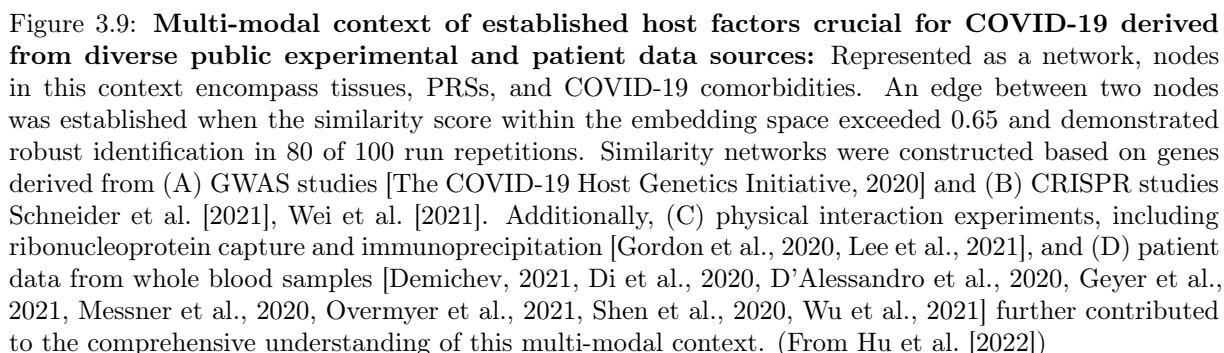 Figure 3.9: Multi-modal context of established host factors crucial for COVID-19 derived
from diverse public experimental and patient data sources: Represented as a network, nodes
in this context encompass tissues, PRSs, and COVID-19 comorbidities. An edge between two nodes
was established when the similarity score within the embedding space exceeded 0.65 and demonstrated
robust identification in 80 of 100 run repetitions. Similarity networks were constructed based on genes
derived from (A) GWAS studies [The COVID-19 Host Genetics Initiative, 2020] and (B) CRISPR studies
Schneider et al. [2021], Wei et al. [2021]. Additionally, (C) physical interaction experiments, including
ribonucleoprotein capture and immunoprecipitation [Gordon et al., 2020, Lee et al., 2021], and (D) patient
data from whole blood samples [Demichev, 2021, Di et al., 2020, D'Alessandro et al., 2020, Geyer et al.,
2021, Messner et al., 2020, Overmyer et al., 2021, Shen et al., 2020, Wu et al., 2021] further contributed
to the comprehensive understanding of this multi-modal context. (From Hu et al. [2022])